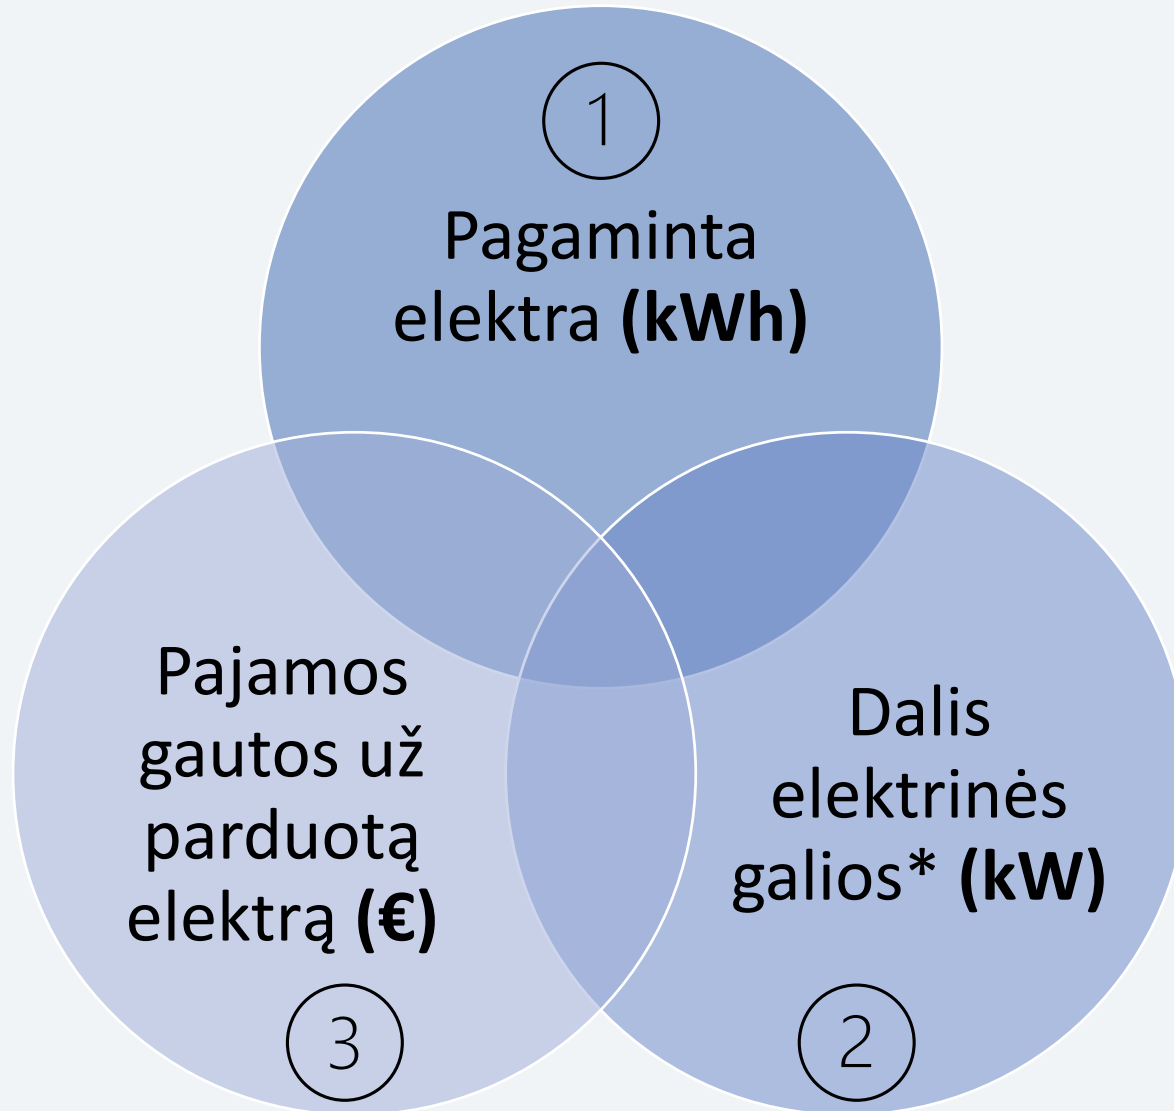 1
Pagaminta
elektra (kWh)
Pajamos
gautos už
parduotą
elektrą (€)
3
Dalis
elektrinės
galios* (kW)
2